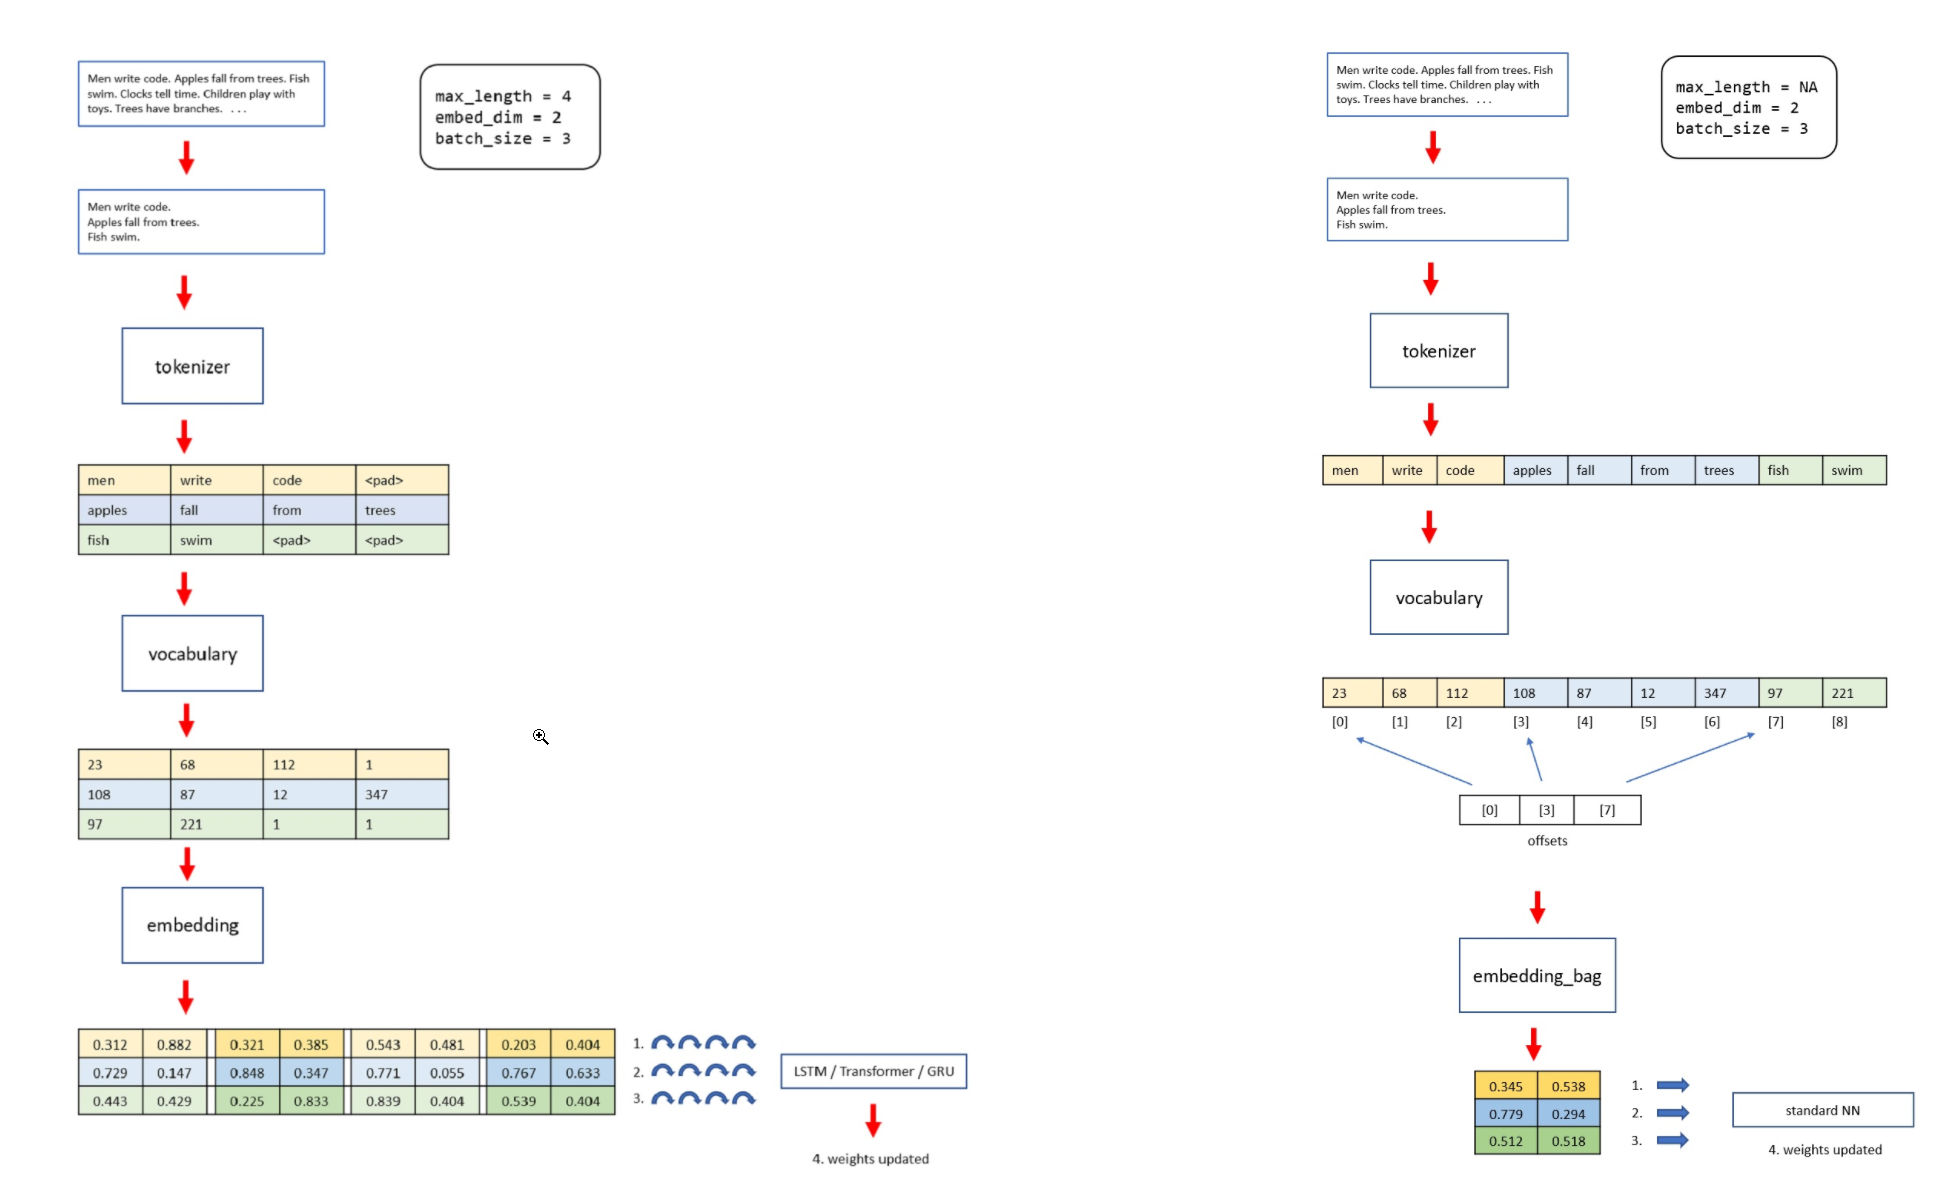 Men write code. Apples fall from trees. Fish
swim. Clocks tell time. Children play with
toys. Trees have branches. . . .
max_length = 4
embed_dim = 2
batch_size = 3
Men write code.
Apples fall from trees.
Fish swim.
tokenizer
men write code <pad>
apples fall from trees
fish swim <pad> <pad>
vocabulary
23 68 112 1
108 87 12 347
97 221 1 1
embedding
0.312 0.882 0.321 0.385 0.543 0.481 0.203 0.404 1.
0.729 0.147 0.848 0.347 0.771 0.055 0.767 0.633 2.
0.443 0.429 0.225 0.833 0.839 0.404 0.539 0.404 3.
LSTM / Transformer / GRU
4. weights updated
Men write code. Apples fall from trees. Fish
swim. Clocks tell time. Children play with
toys. Trees have branches. . . .
max_length = NA
embed_dim = 2
batch_size = 3
Men write code.
Apples fall from trees.
Fish swim.
tokenizer
men write code apples fall from trees fish swim
vocabulary
23 68 112 108 87 12 347 97 221
[0] [1] [2] [3] [4] [5] [6] [7] [8]
[0] [3] [7]
offsets
embedding_bag
0.345 0.538 1.
0.779 0.294 2.
0.512 0.518 3.
standard NN
4. weights updated